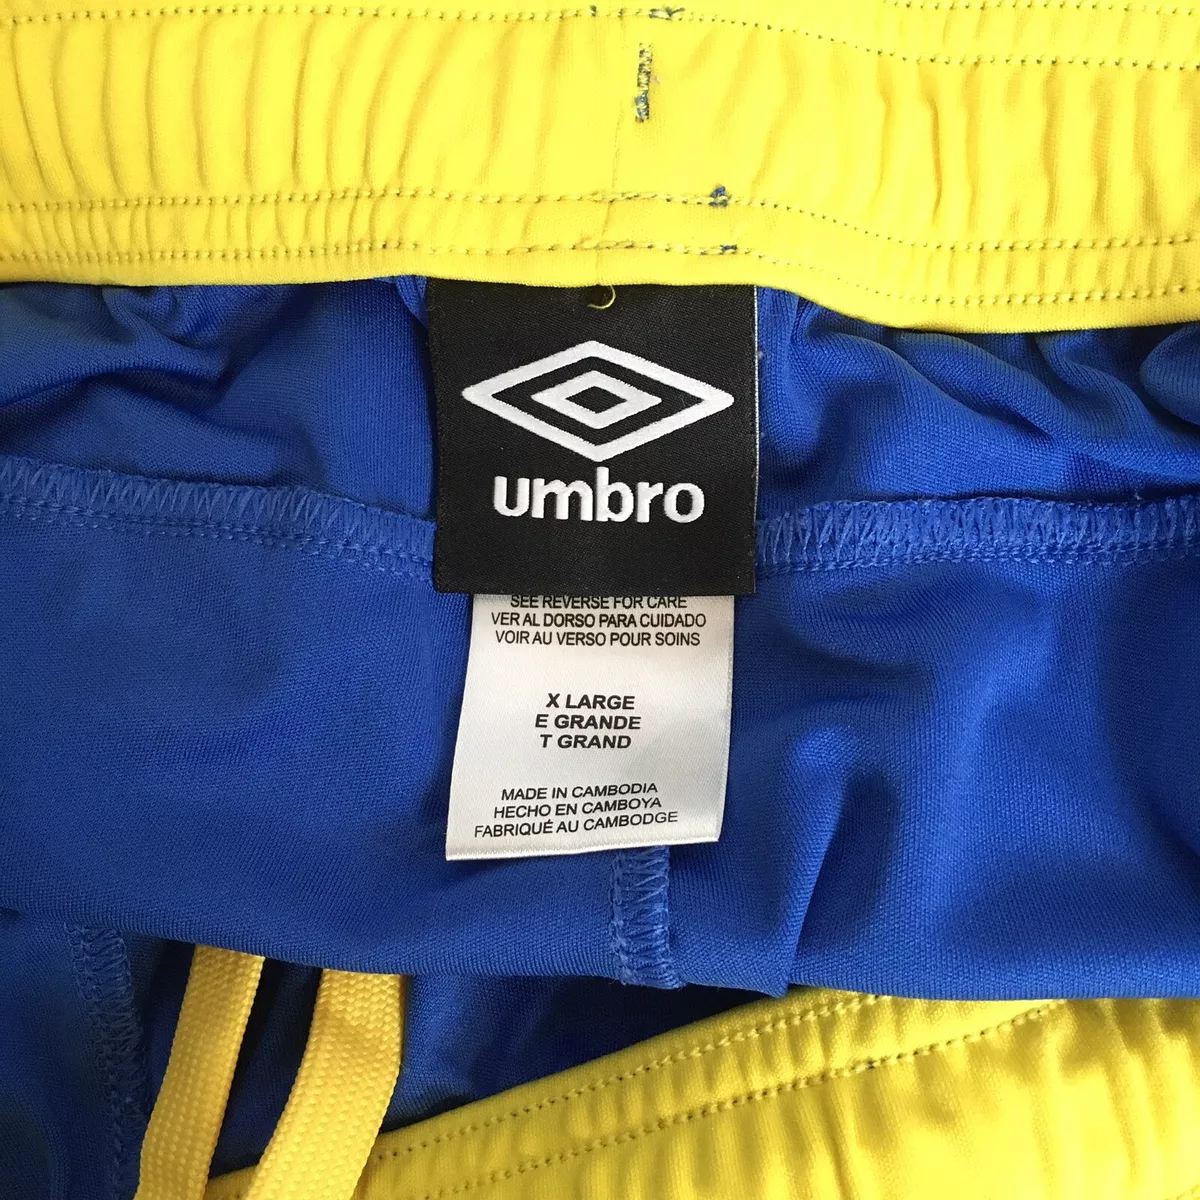 umbro
SEE REVERSE FOR CARE
VER AL DORSO PARA CUIDADO
VOIR AU VERSO POUR SOINS
X LARGE
E GRANDE
T GRAND
MADE IN CAMBODIA
HECHO EN CAMBOYA
FABRIQUÉ AU CAMBODGE